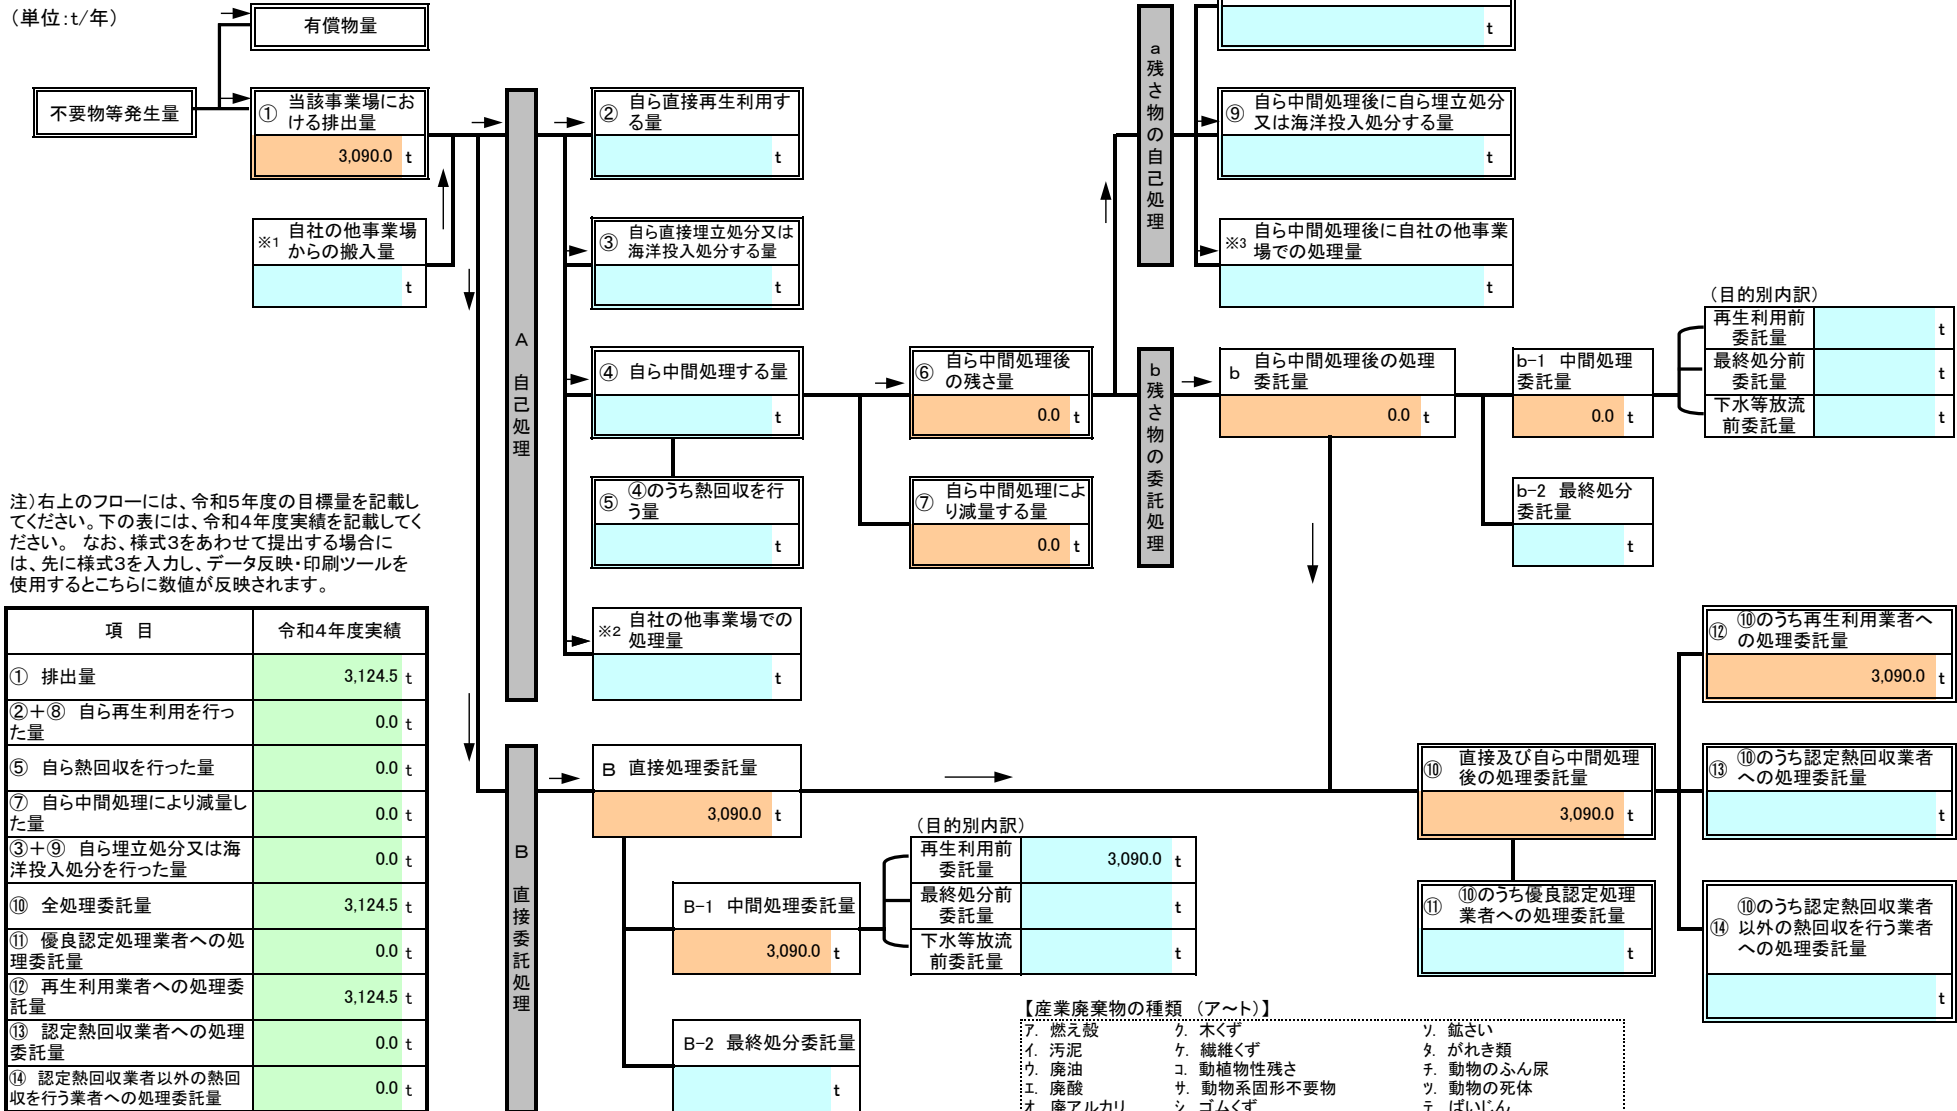 (単位:t/年)
有償物量
不要物等発生量
① 当該事業場にお
ける排出量
3,090.0 t
※1 自社の他事業場
からの搬入量
t
A 自己処理
② 自ら直接再生利用す
る量
t
③ 自ら直接埋立処分又は
海洋投入処分する量
t
④ 自ら中間処理する量
t
⑤ ④のうち熱回収を行
う量
t
※2 自社の他事業場での
処理量
t
⑥ 自ら中間処理後
の残さ量
0.0 t
⑦ 自ら中間処理によ
り減量する量
0.0 t
a 残さ物の自己処理
t
⑨ 自ら中間処理後に自ら埋立処分
又は海洋投入処分する量
t
※3 自ら中間処理後に自社の他事業
場での処理量
t
b 残さ物の委託処理
b 自ら中間処理後の処理
委託量
0.0 t
b-1 中間処理
委託量
0.0 t
(目的別内訳)
再生利用前
委託量
t
最終処分前
委託量
t
下水等放流
前委託量
t
b-2 最終処分
委託量
t
注)右上のフローには、令和5年度の目標量を記載し
てください。下の表には、令和4年度実績を記載してく
ださい。 なお、様式3をあわせて提出する場合に
は、先に様式3を入力し、データ反映・印刷ツールを
使用するとこちらに数値が反映されます。
項 目 令和4年度実績
① 排出量 3,124.5 t
②+⑧ 自ら再生利用を行っ
た量 0.0 t
⑤ 自ら熱回収を行った量 0.0 t
⑦ 自ら中間処理により減量し
た量 0.0 t
③+⑨ 自ら埋立処分又は海
洋投入処分を行った量 0.0 t
⑩ 全処理委託量 3,124.5 t
⑪ 優良認定処理業者への処
理委託量 0.0 t
⑫ 再生利用業者への処理委
託量 3,124.5 t
⑬ 認定熱回収業者への処理
委託量 0.0 t
⑭ 認定熱回収業者以外の熱回
収を行う業者への処理委託量 0.0 t
B 直接委託処理
B 直接処理委託量
3,090.0 t
B-1 中間処理委託量
3,090.0 t
B-2 最終処分委託量
t
(目的別内訳)
再生利用前
委託量
3,090.0 t
最終処分前
委託量
t
下水等放流
前委託量
t
⑩ 直接及び自ら中間処理
後の処理委託量
3,090.0 t
⑪ ⑩のうち優良認定処理
業者への処理委託量
t
⑫ ⑩のうち再生利用業者へ
の処理委託量
3,090.0 t
⑬ ⑩のうち認定熱回収業者
への処理委託量
t
⑭ ⑩のうち認定熱回収業者
以外の熱回収を行う業者
への処理委託量
t
【産業廃棄物の種類 (ア～ト)】
ア. 燃え殻 ク. 木くず ソ. 鉱さい
イ. 汚泥 ケ. 繊維くず タ. がれき類
ウ. 廃油 コ. 動植物性残さ チ. 動物のふん尿
エ. 廃酸 サ. 動物系固形不要物 ツ. 動物の死体
オ. 廃アルカリ シ. ゴムくず テ. ばいじん